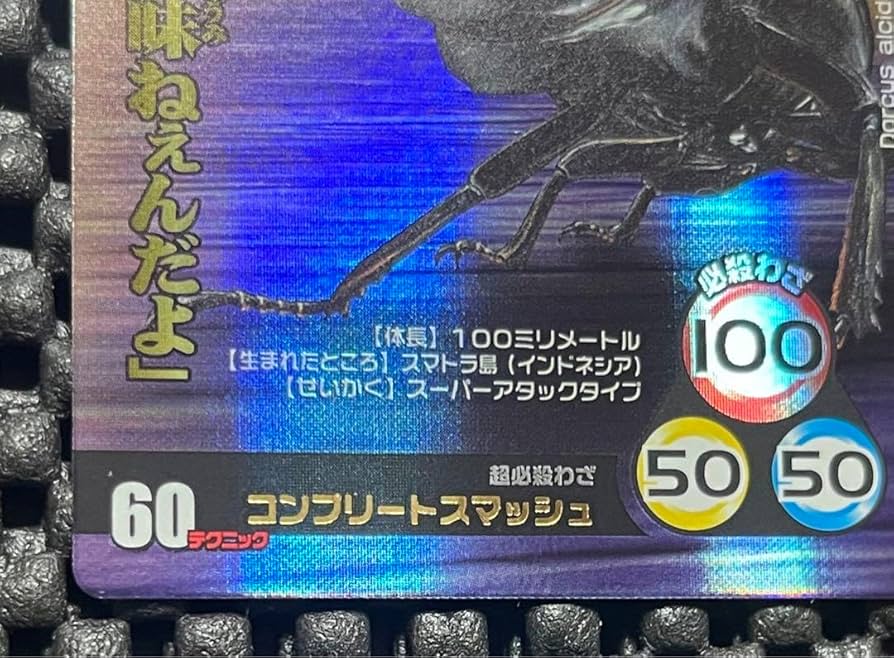 味ねぇんだよ」
alcid
必殺わざ
100
【体長】100ミリメートル
【生まれたところ】スマトラ島（インドネシア）
【せいかく】スーパーアタックタイプ
50
50
超必殺わざ
コンプリートスマッシュ
60
テクニック